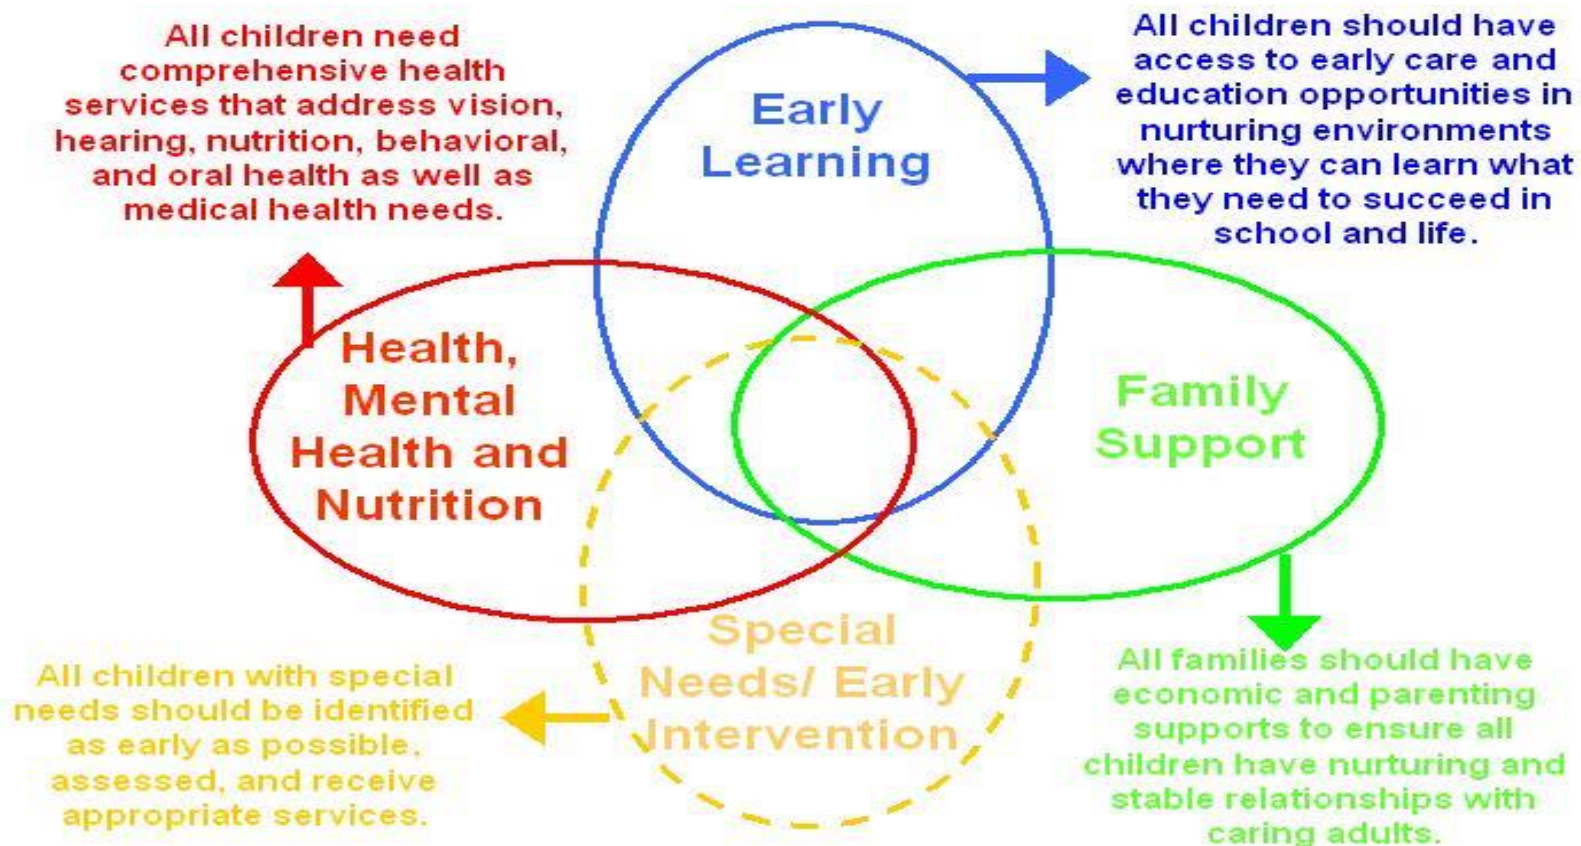 All children need
comprehensive health
services that address vision,
hearing, nutrition, behavioral,
and oral health as well as
medical health needs.
Early
Learning
All children should have
access to early care and
education opportunities in
nurturing environments
where they can learn what
they need to succeed in
school and life.
Health,
Mental
Health and
Nutrition
Family
Support
Special
Needs/ Early
Intervention
All children with special
needs should be identified
as early as possible,
assessed, and receive
appropriate services.
All families should have
economic and parenting
supports to ensure all
children have nurturing and
stable relationships with
caring adults.